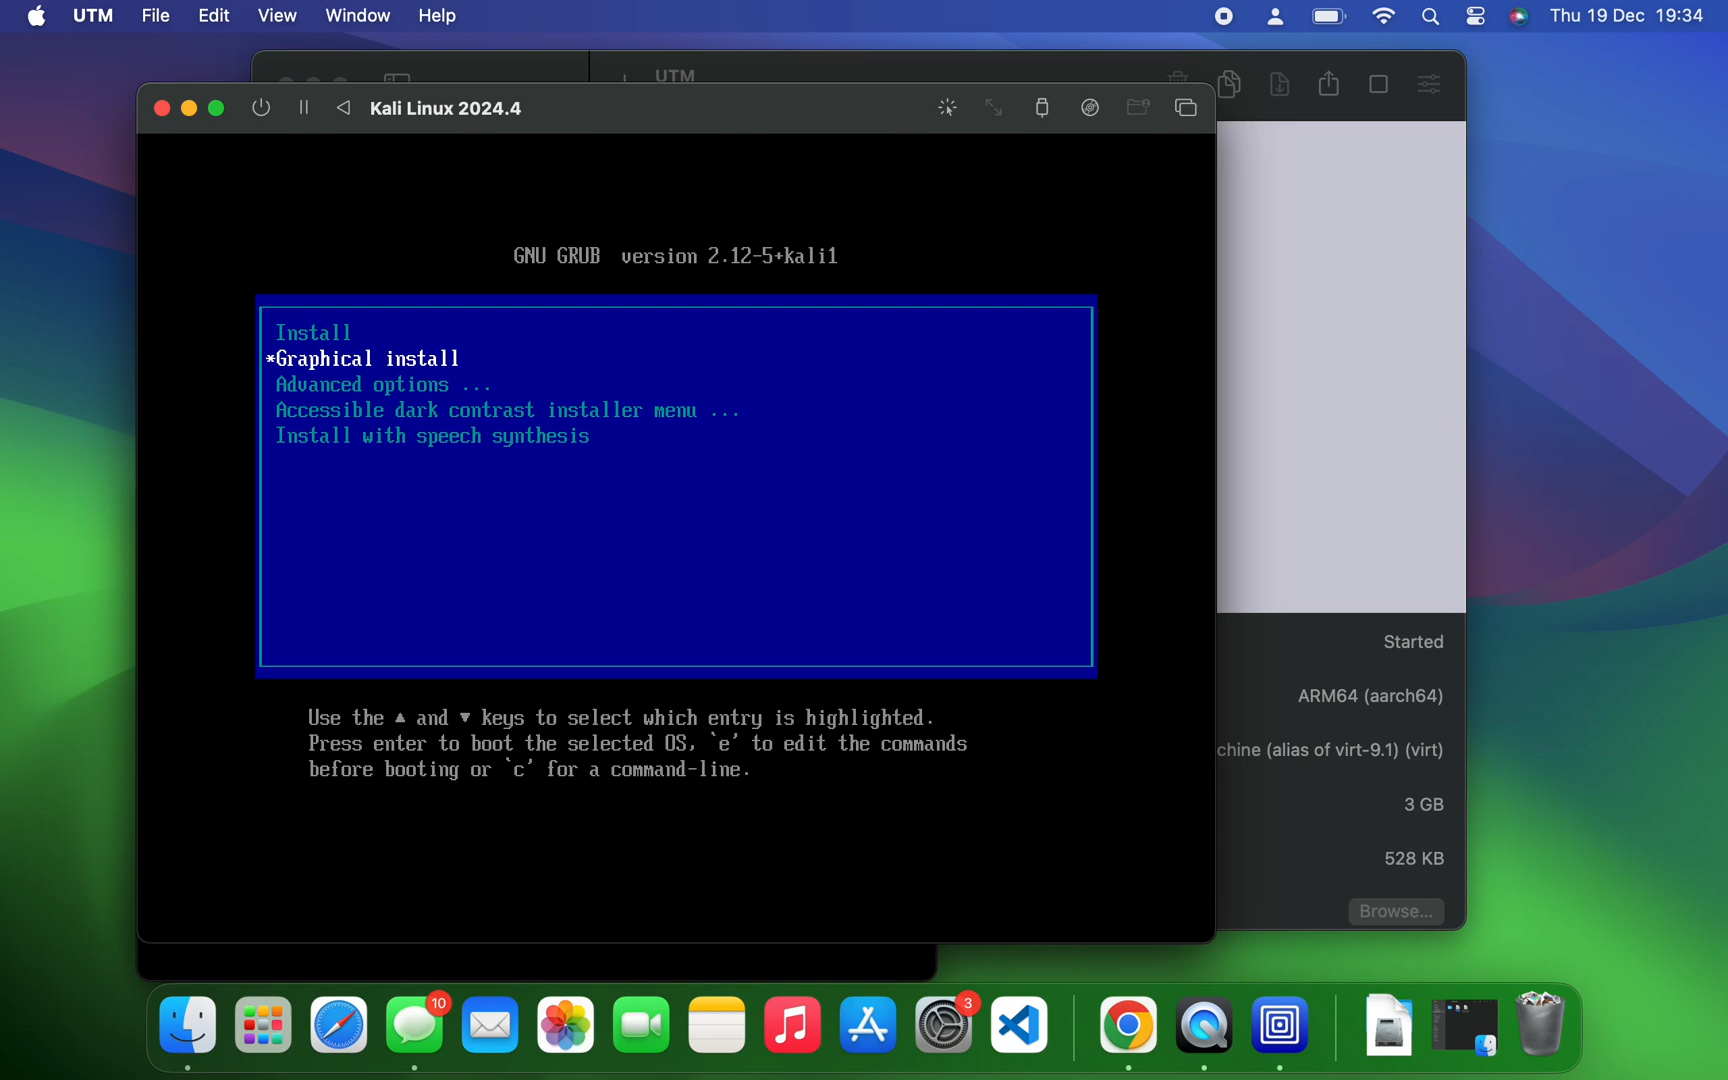 UTM File Edit View Window Help Thu 19 Dec 19:34
UTM
Kali Linux 2024.4
GNU GRUB version 2.12-5+kali1
Install
*Graphical install
Advanced options ...
Accessible dark contrast installer menu ...
Install with speech synthesis
Use the ▲ and ▼ keys to select which entry is highlighted.
Press enter to boot the selected OS, `e' to edit the commands
before booting or `c' for a command-line.
Started
ARM64 (aarch64)
chine (alias of virt-9.1) (virt)
3 GB
528 KB
Browse...
10
3